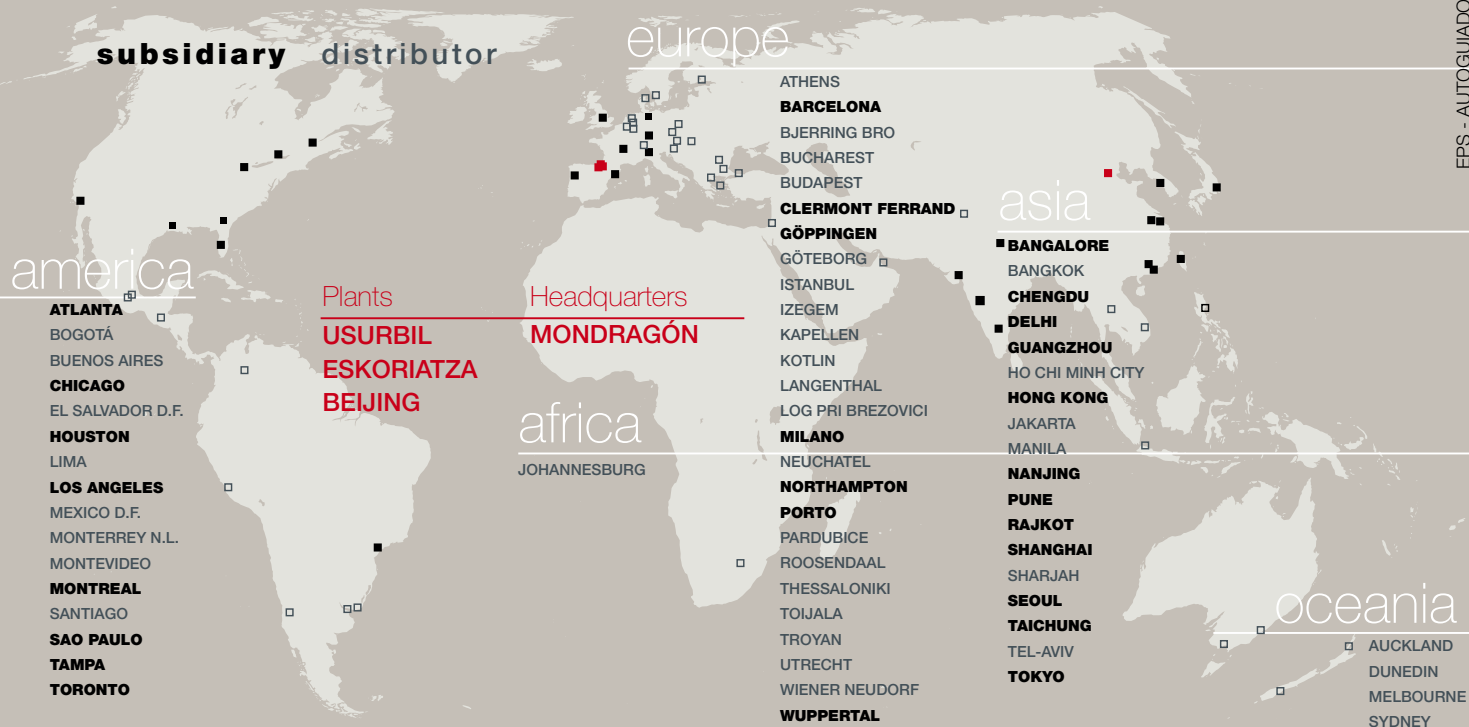 subsidiary distributor
EPS - AUTOGUIADO
europe
ATHENS
BARCELONA
BJERRING BRO
BUCHAREST
BUDAPEST
CLERMONT FERRAND
GÖPPINGEN
GÖTEBORG
ISTANBUL
IZEGEM
KAPELLEN
KOTLIN
LANGENTHAL
LOG PRI BREZOVICI
MILANO
NEUCHATEL
NORTHAMPTON
PORTO
PARDUBICE
ROOSENDAAL
THESSALONIKI
TOIJALA
TROYAN
UTRECHT
WIENER NEUDORF
WUPPERTAL
asia
BANGALORE
BANGKOK
CHENGDU
DELHI
GUANGZHOU
HO CHI MINH CITY
HONG KONG
JAKARTA
MANILA
NANJING
PUNE
RAJKOT
SHANGHAI
SHARJAH
SEOUL
TAICHUNG
TEL-AVIV
TOKYO
america
ATLANTA
BOGOTÁ
BUENOS AIRES
CHICAGO
EL SALVADOR D.F.
HOUSTON
LIMA
LOS ANGELES
MEXICO D.F.
MONTERREY N.L.
MONTEVIDEO
MONTREAL
SANTIAGO
SAO PAULO
TAMPA
TORONTO
Plants
USURBIL
ESKORIATZA
BEIJING
Headquarters
MONDRAGÓN
africa
JOHANNESBURG
oceania
AUCKLAND
DUNEDIN
MELBOURNE
SYDNEY